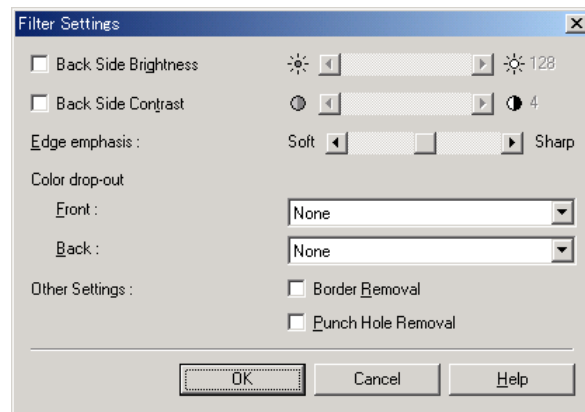 Filter Settings
Back Side Brightness 128
Back Side Contrast 4
Edge emphasis : Soft Sharp
Color drop-out
Front : None
Back : None
Other Settings : Border Removal
Punch Hole Removal
OK Cancel Help